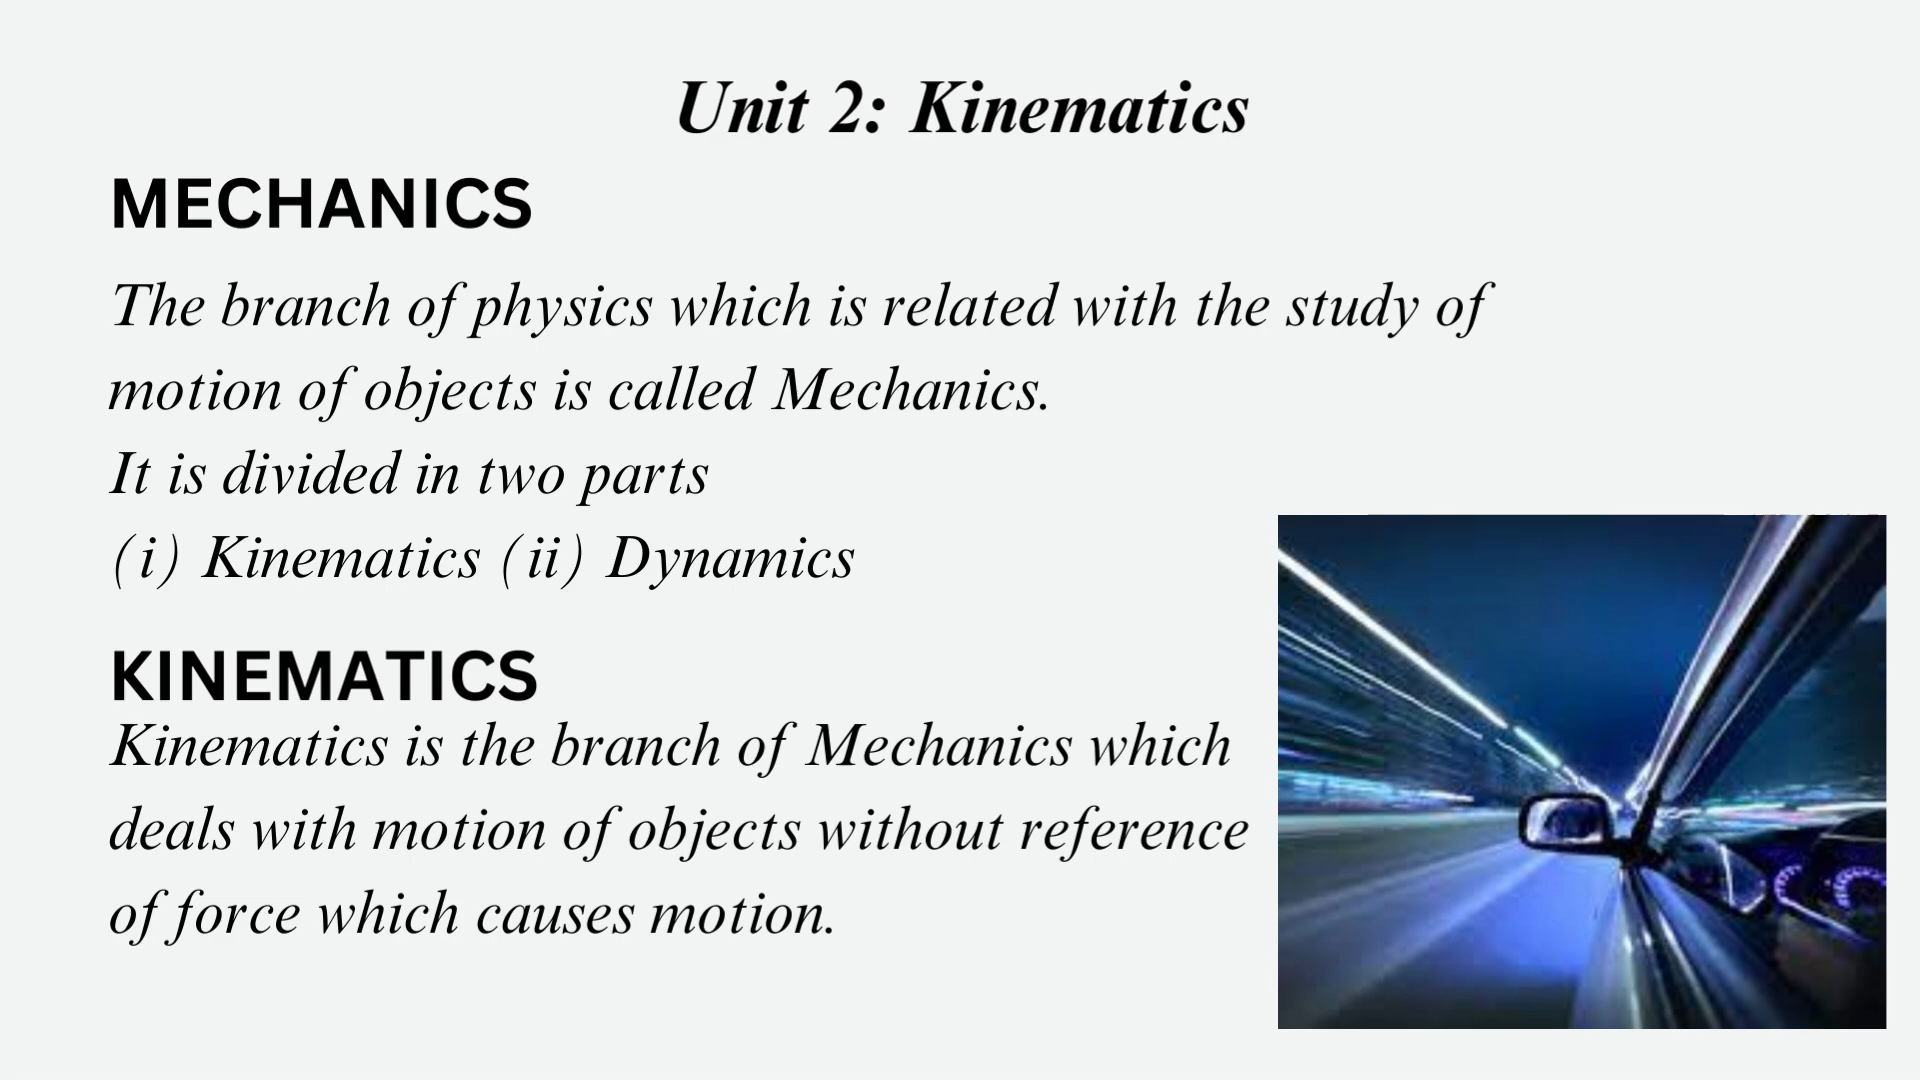 Unit 2: Kinematics
MECHANICS
The branch of physics which is related with the study of
motion of objects is called Mechanics.
It is divided in two parts
(i) Kinematics (ii) Dynamics
KINEMATICS
Kinematics is the branch of Mechanics which
deals with motion of objects without reference
of force which causes motion.